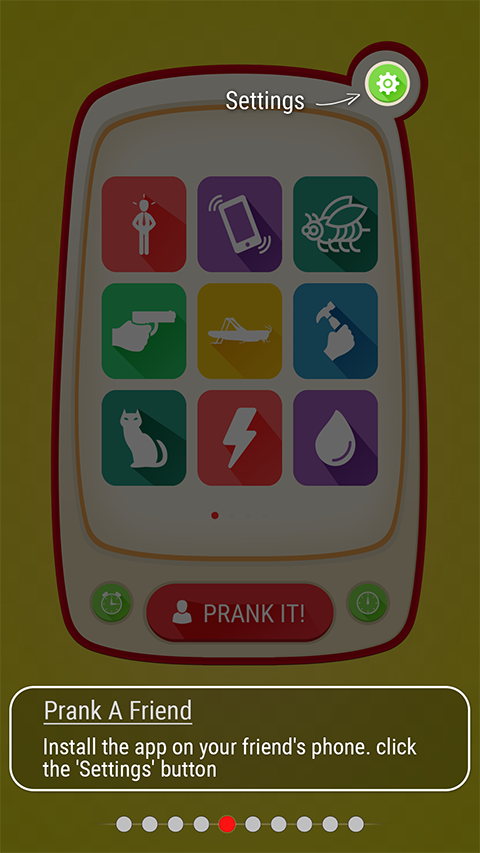 Settings
PRANK IT!
Prank A Friend
Install the app on your friend's phone. click
the 'Settings' button